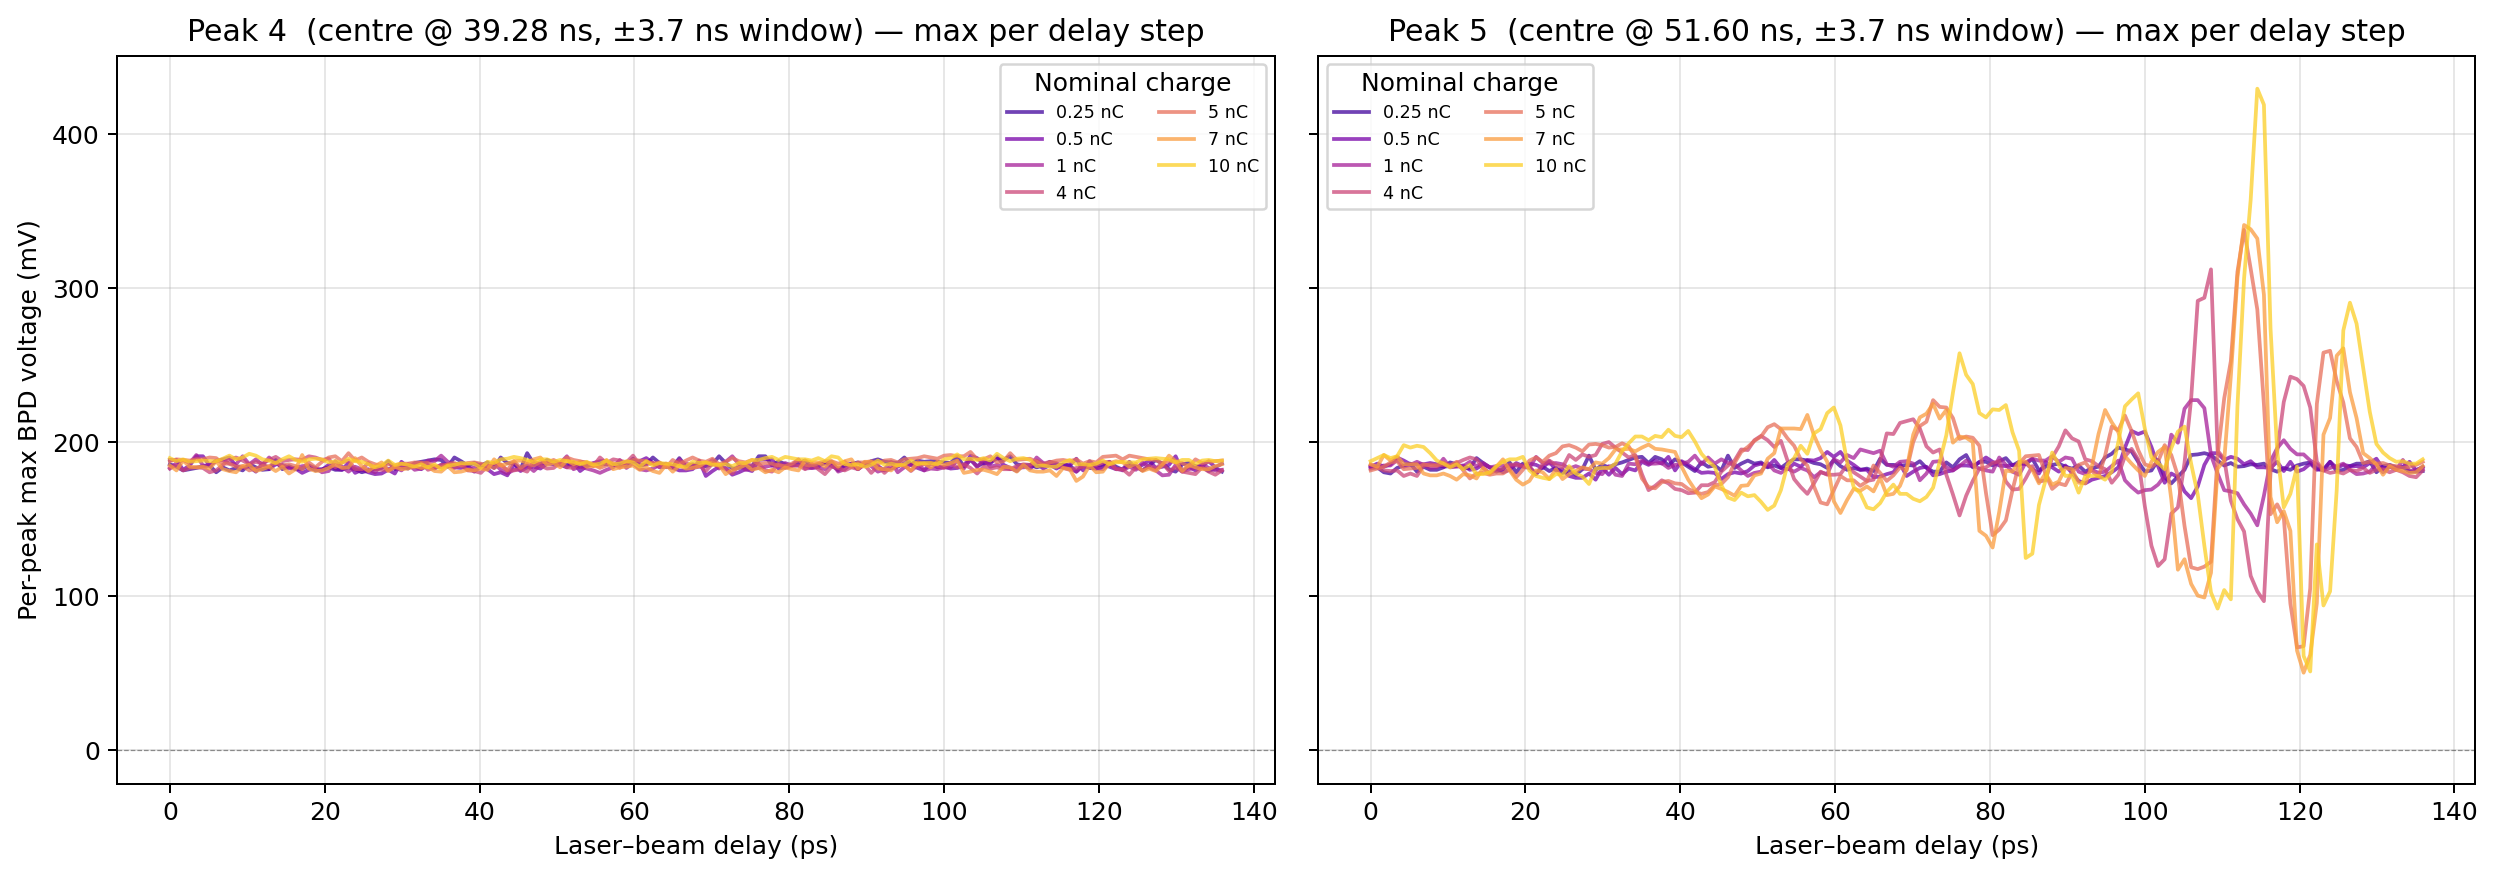 Peak 4  (centre @ 39.28 ns, ±3.7 ns window) — max per delay step
Per-peak max BPD voltage (mV)
400
300
200
100
0
Nominal charge
0.25 nC
0.5 nC
1 nC
4 nC
5 nC
7 nC
10 nC
0 20 40 60 80 100 120 140
Laser–beam delay (ps)
Peak 5  (centre @ 51.60 ns, ±3.7 ns window) — max per delay step
Nominal charge
0.25 nC
0.5 nC
1 nC
4 nC
5 nC
7 nC
10 nC
0 20 40 60 80 100 120 140
Laser–beam delay (ps)